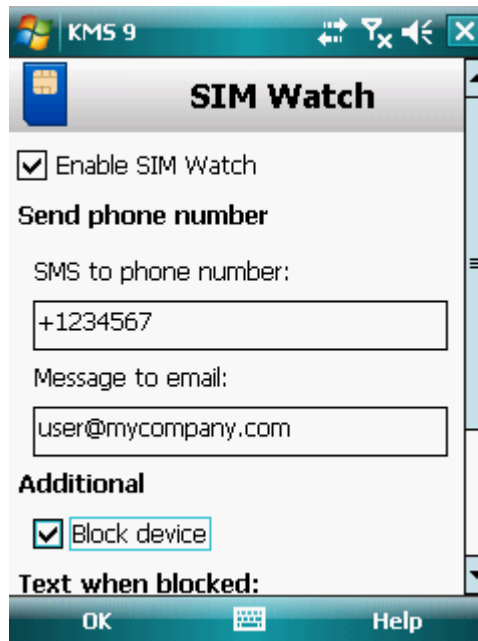 KMS 9
SIM Watch
Enable SIM Watch
Send phone number
SMS to phone number:
+1234567
Message to email:
user@mycompany.com
Additional
Block device
Text when blocked:
OK Help